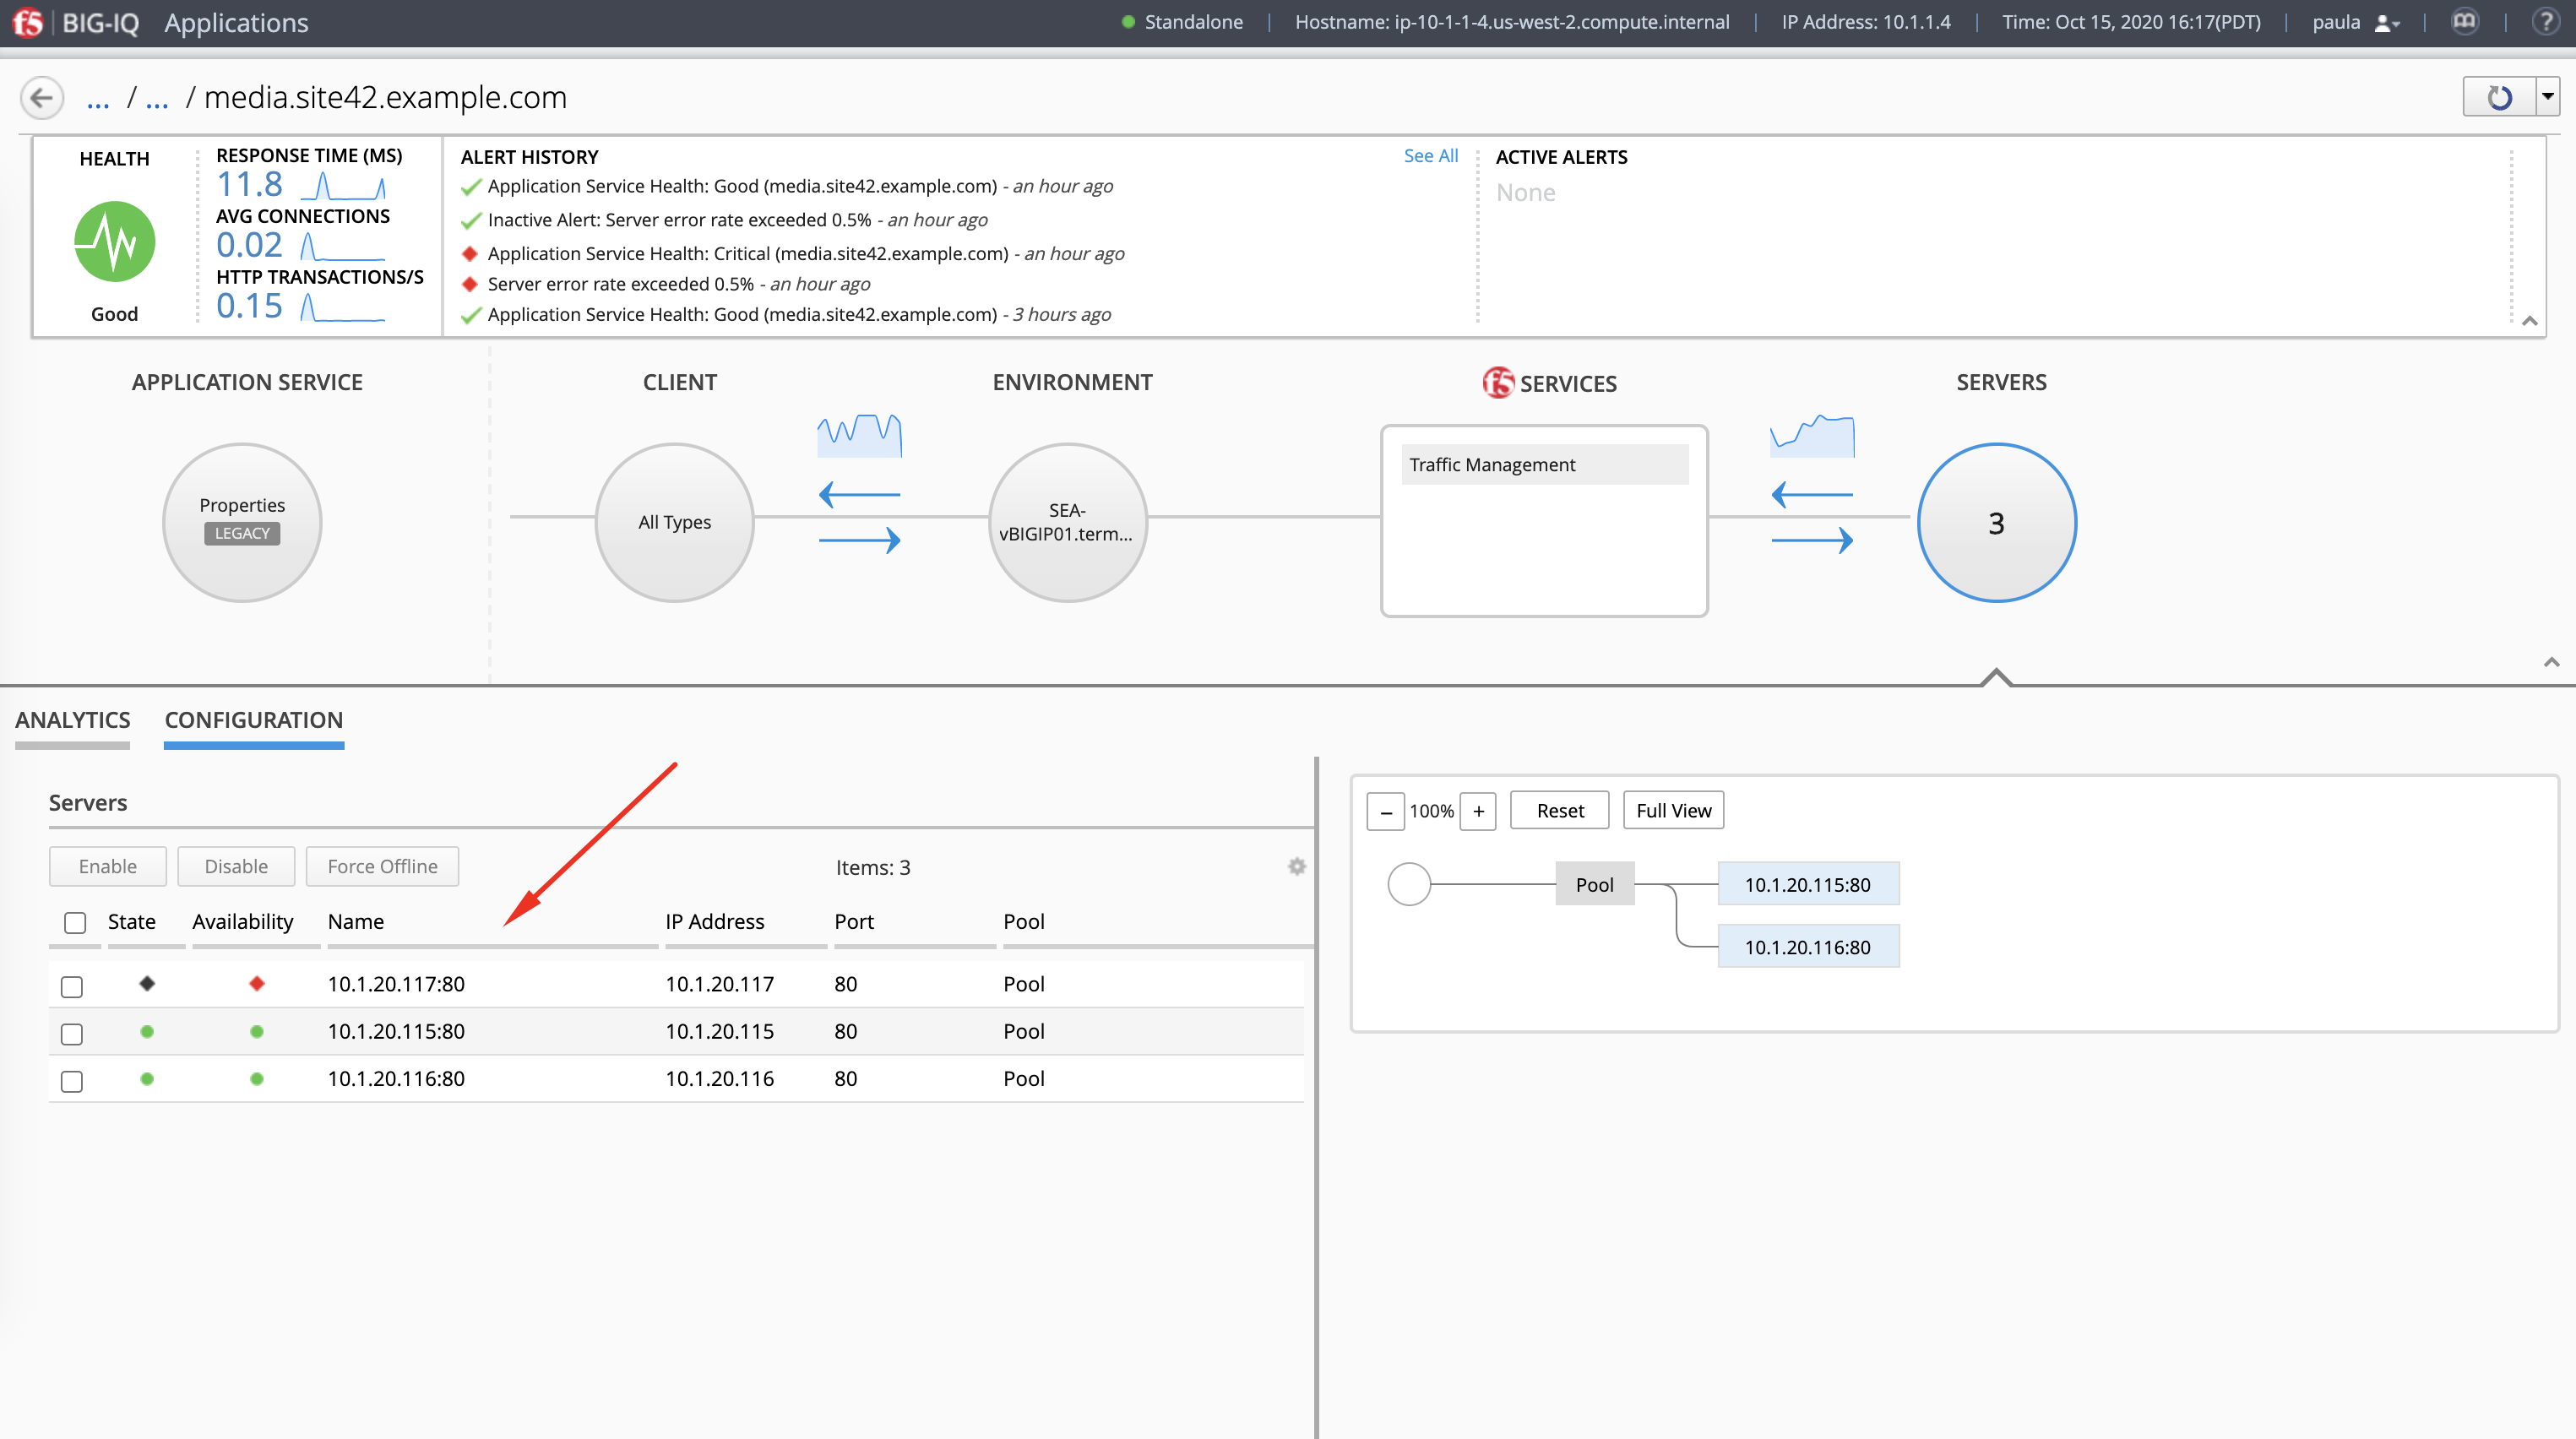 f5 BIG-IQ Applications
Standalone | Hostname: ip-10-1-1-4.us-west-2.compute.internal | IP Address: 10.1.1.4 | Time: Oct 15, 2020 16:17(PDT) | paula | | ?
... / ... / media.site42.example.com
HEALTH
Good
RESPONSE TIME (MS)
11.8
AVG CONNECTIONS
0.02
HTTP TRANSACTIONS/S
0.15
ALERT HISTORY
See All
Application Service Health: Good (media.site42.example.com) - an hour ago
Inactive Alert: Server error rate exceeded 0.5% - an hour ago
Application Service Health: Critical (media.site42.example.com) - an hour ago
Server error rate exceeded 0.5% - an hour ago
Application Service Health: Good (media.site42.example.com) - 3 hours ago
ACTIVE ALERTS
None
APPLICATION SERVICE
CLIENT
ENVIRONMENT
f5 SERVICES
SERVERS
Properties
LEGACY
All Types
SEA-
vBIGIP01.term...
Traffic Management
3
ANALYTICS
CONFIGURATION
Servers
Enable
Disable
Force Offline
Items: 3
State Availability Name IP Address Port Pool
10.1.20.117:80 10.1.20.117 80 Pool
10.1.20.115:80 10.1.20.115 80 Pool
10.1.20.116:80 10.1.20.116 80 Pool
– 100% + Reset Full View
Pool
10.1.20.115:80
10.1.20.116:80